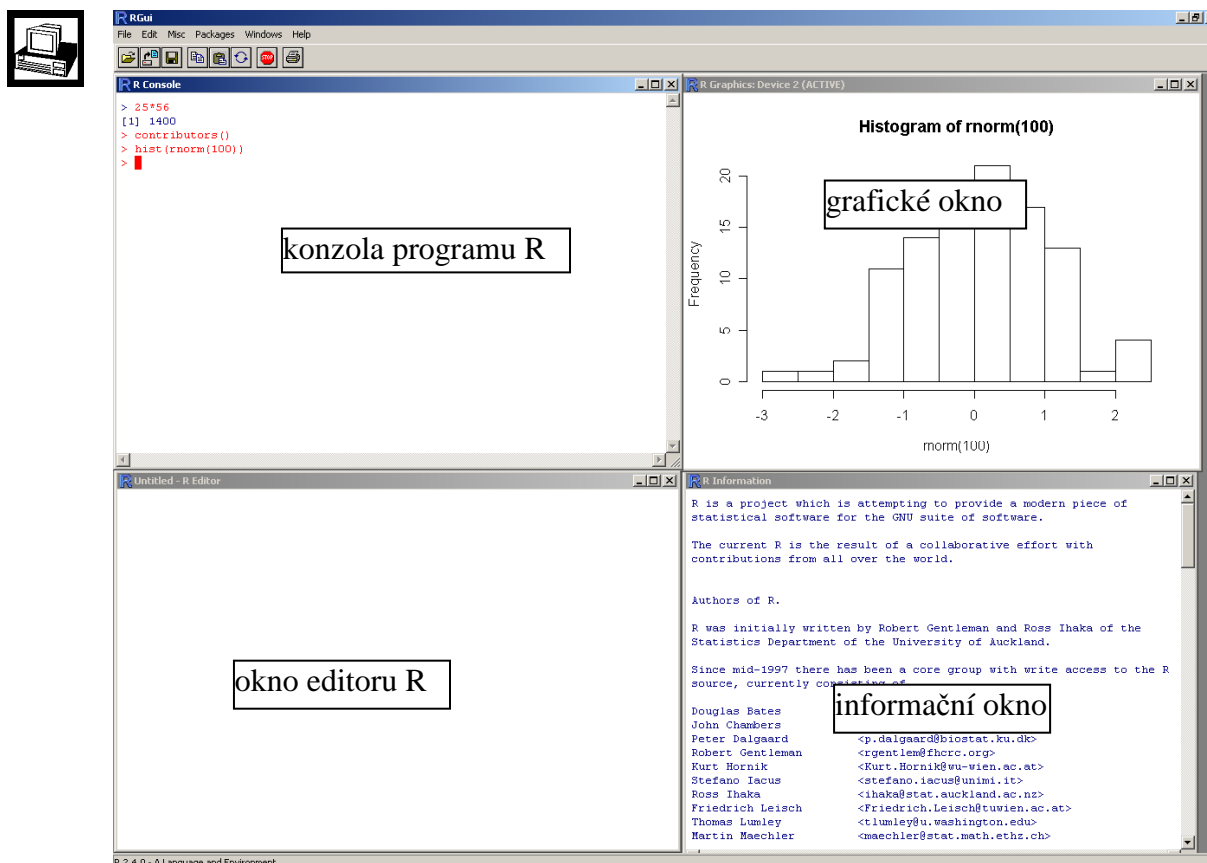 RGui
File Edit Misc Packages Windows Help
STOP
R Console
> 25*56
[1] 1400
> contributors()
> hist(rnorm(100))
>
konzola programu R
R Graphics: Device 2 (ACTIVE)
Histogram of rnorm(100)
grafické okno
Frequency
20
15
10
5
0
-3 -2 -1 0 1 2
rnorm(100)
Untitled - R Editor
okno editoru R
R Information
R is a project which is attempting to provide a modern piece of
statistical software for the GNU suite of software.
The current R is the result of a collaborative effort with
contributions from all over the world.
Authors of R.
R was initially written by Robert Gentleman and Ross Ihaka of the
Statistics Department of the University of Auckland.
Since mid-1997 there has been a core group with write access to the R
source, currently consisting of
informační okno
Douglas Bates
John Chambers
Peter Dalgaard <p.dalgaard@biostat.ku.dk>
Robert Gentleman <rgentlem@fhcrc.org>
Kurt Hornik <Kurt.Hornik@wu-wien.ac.at>
Stefano Iacus <stefano.iacus@unimi.it>
Ross Ihaka <ihaka@stat.auckland.ac.nz>
Friedrich Leisch <Friedrich.Leisch@tuwien.ac.at>
Thomas Lumley <tlumley@u.washington.edu>
Martin Maechler <maechler@stat.math.ethz.ch>
R 2.4.0 - A Language and Environment